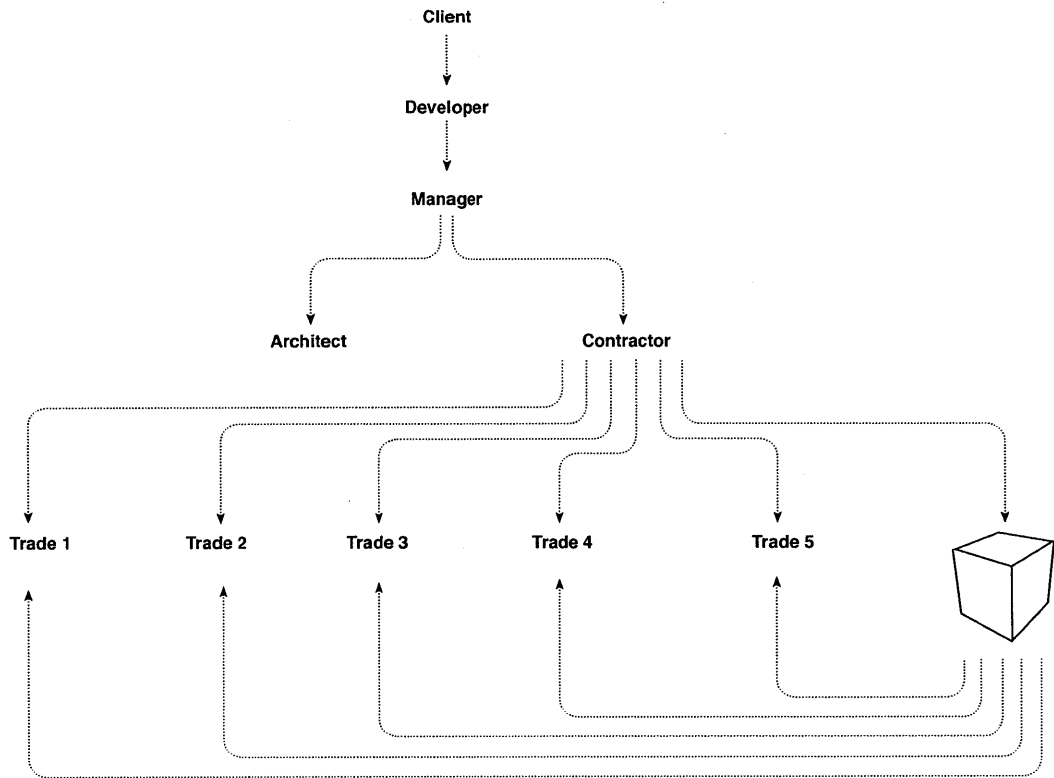 Client
Developer
Manager
Architect
Contractor
Trade 1
Trade 2
Trade 3
Trade 4
Trade 5